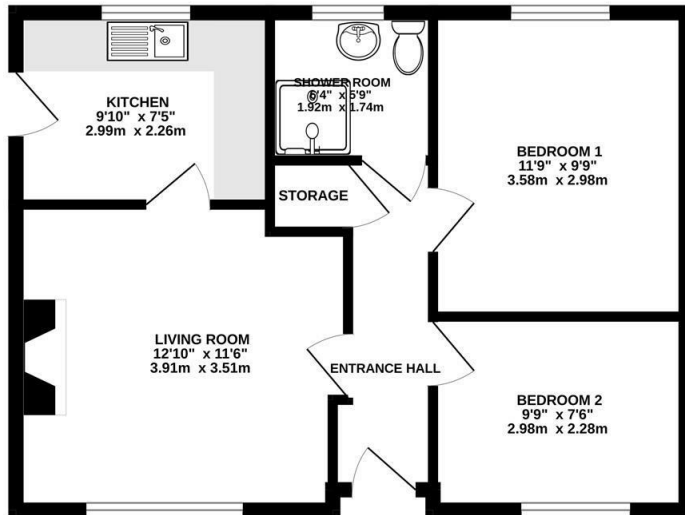 KITCHEN
9'10" x 7'5"
2.99m x 2.26m
SHOWER ROOM
6'4" x 5'9"
1.92m x 1.74m
BEDROOM 1
11'9" x 9'9"
3.58m x 2.98m
STORAGE
LIVING ROOM
12'10" x 11'6"
3.91m x 3.51m
ENTRANCE HALL
BEDROOM 2
9'9" x 7'6"
2.98m x 2.28m